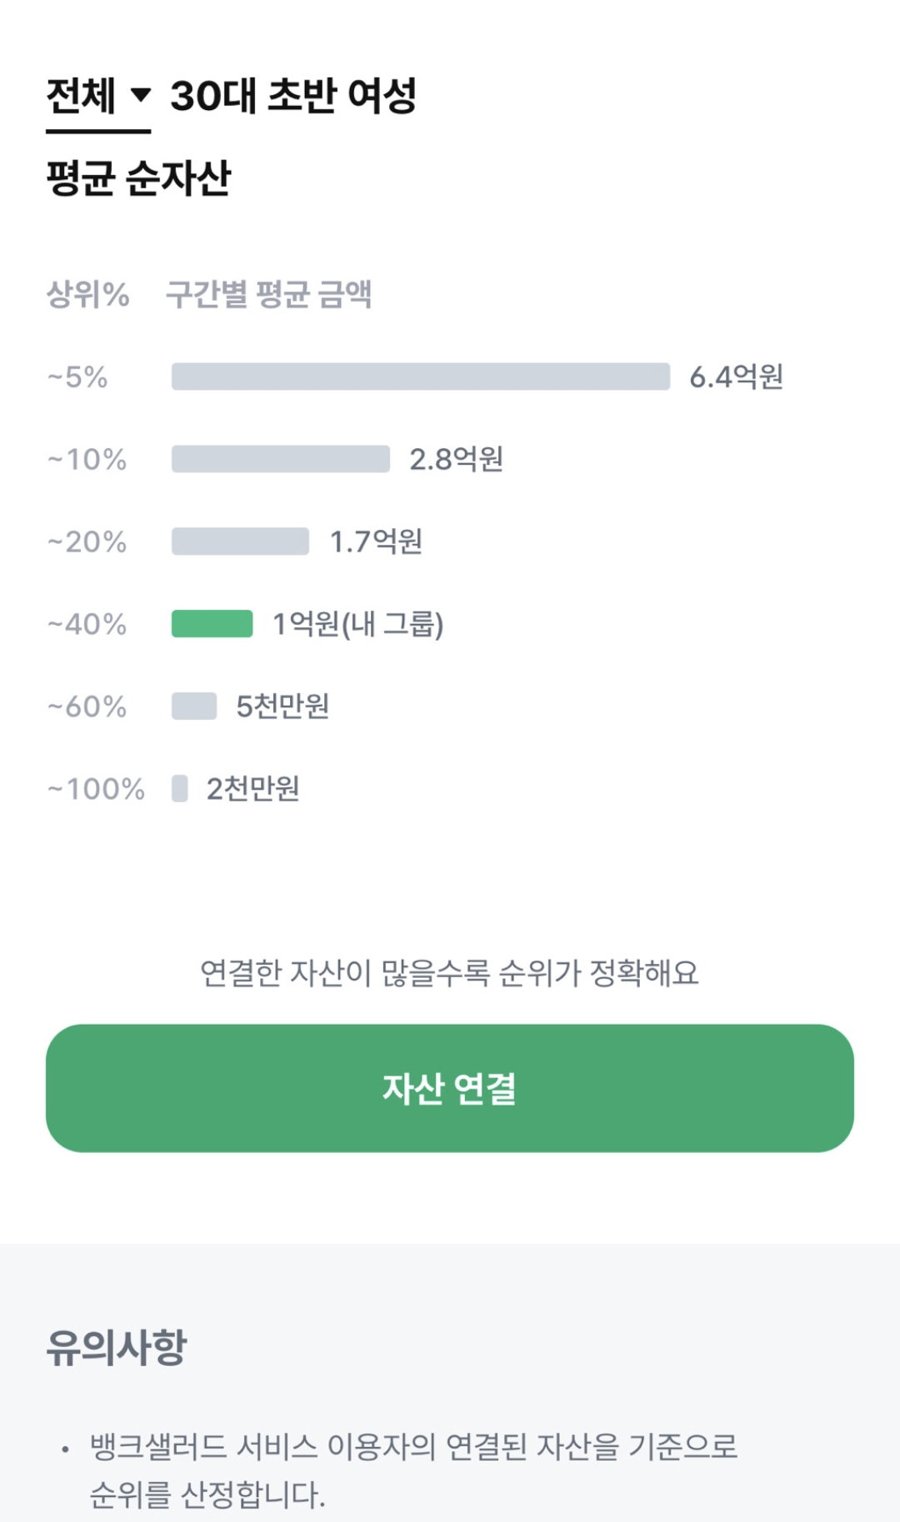 전체 ▼ 30대 초반 여성
평균 순자산
상위% 구간별 평균 금액
~5% 6.4억원
~10% 2.8억원
~20% 1.7억원
~40% 1억원(내 그룹)
~60% 5천만원
~100% 2천만원
연결한 자산이 많을수록 순위가 정확해요
자산 연결
유의사항
• 뱅크샐러드 서비스 이용자의 연결된 자산을 기준으로
순위를 산정합니다.